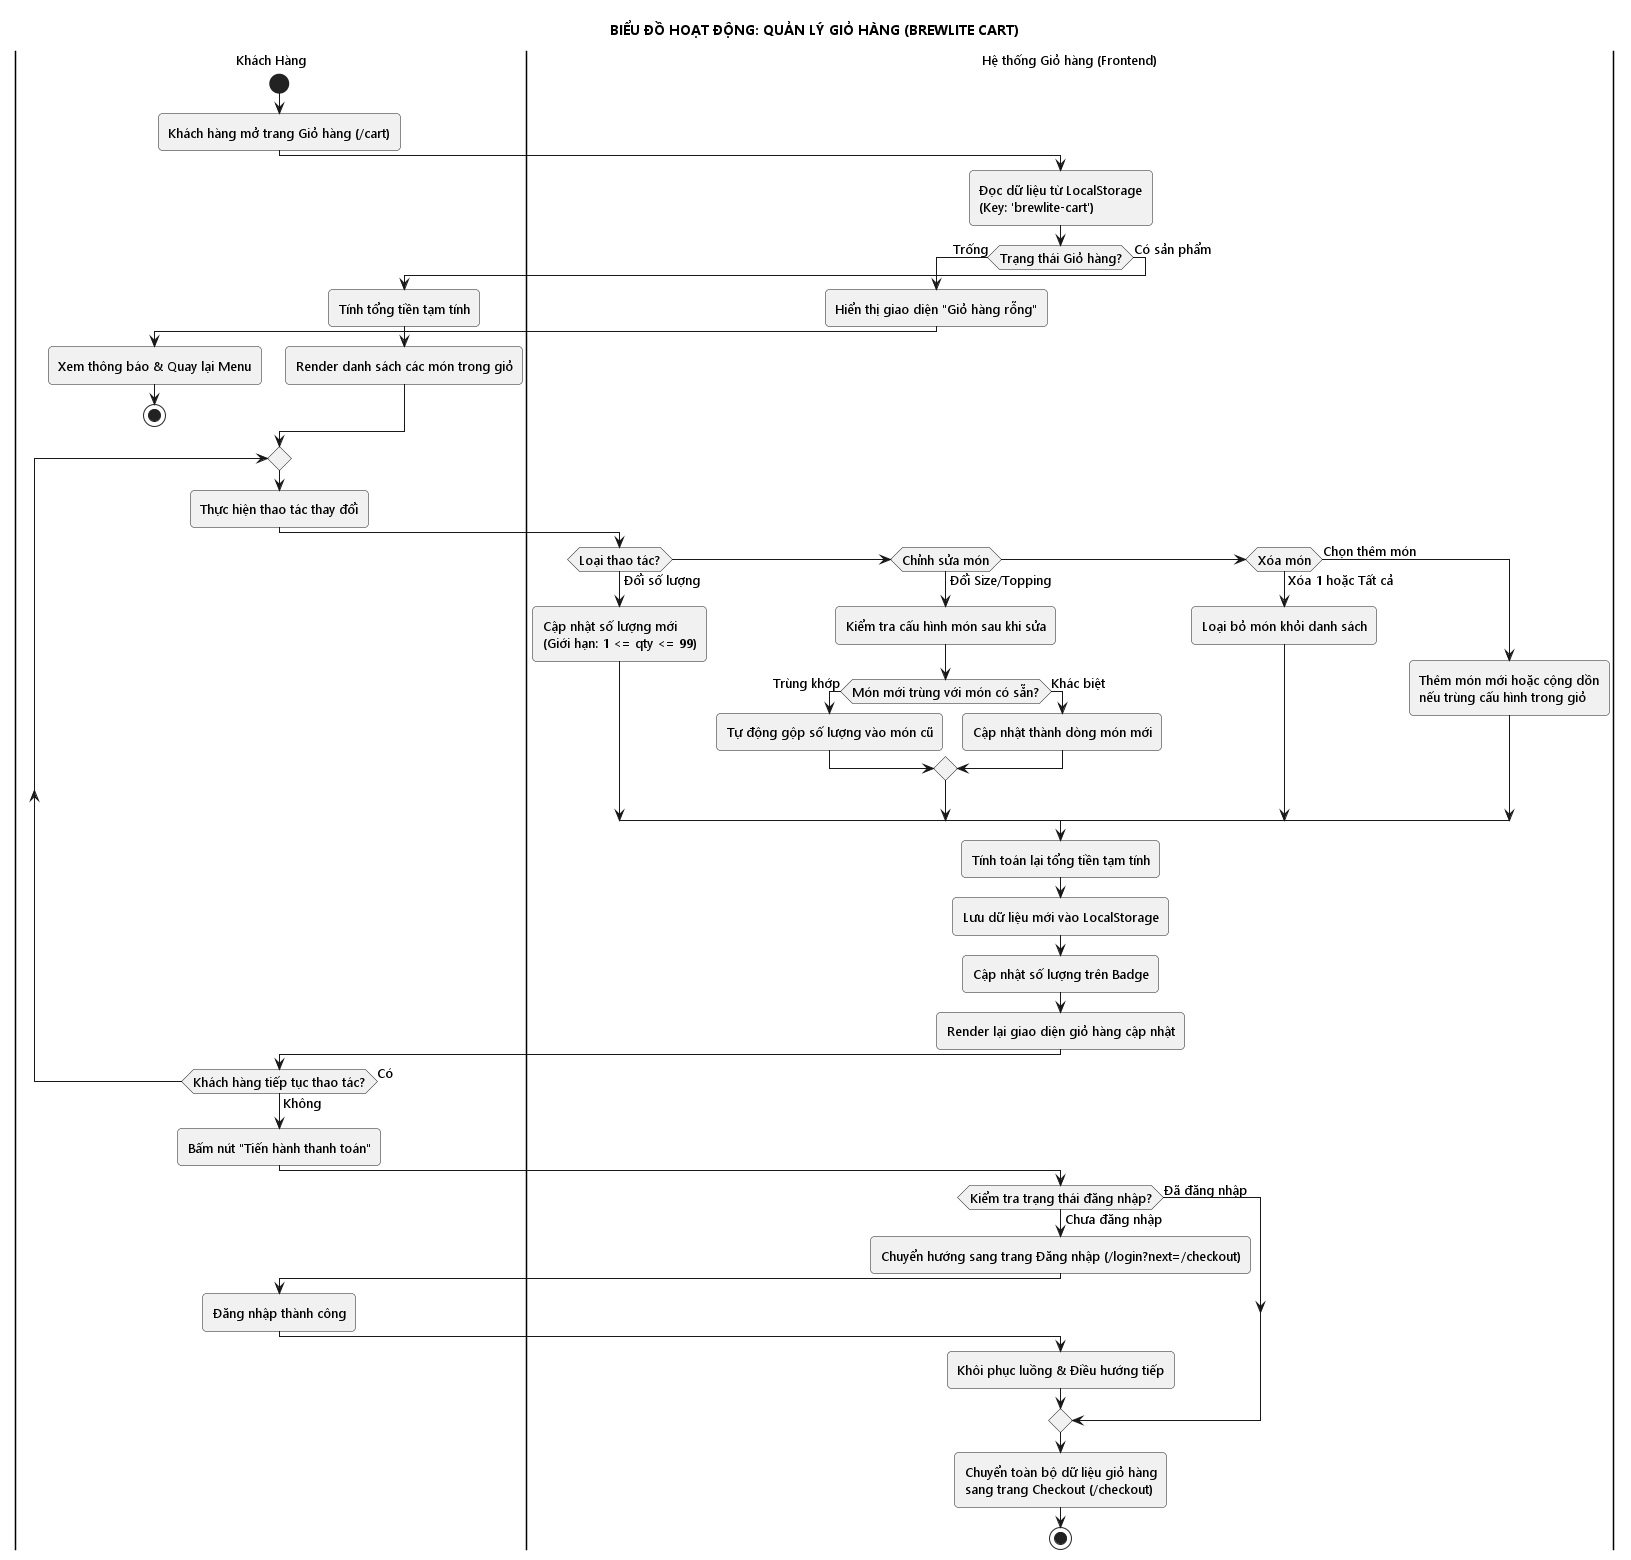 BIỂU ĐỒ HOẠT ĐỘNG: QUẢN LÝ GIỎ HÀNG (BREWLITE CART)
Khách Hàng
Hệ thống Giỏ hàng (Frontend)
Khách hàng mở trang Giỏ hàng (/cart)
Đọc dữ liệu từ LocalStorage
(Key: 'brewlite-cart')
Trống
Trạng thái Giỏ hàng?
Có sản phẩm
Tính tổng tiền tạm tính
Hiển thị giao diện "Giỏ hàng rỗng"
Xem thông báo & Quay lại Menu
Render danh sách các món trong giỏ
Thực hiện thao tác thay đổi
Loại thao tác?
Đổi số lượng
Chỉnh sửa món
Đổi Size/Topping
Xóa món
Xóa 1 hoặc Tất cả
Chọn thêm món
Cập nhật số lượng mới
(Giới hạn: 1 <= qty <= 99)
Kiểm tra cấu hình món sau khi sửa
Loại bỏ món khỏi danh sách
Thêm món mới hoặc cộng dồn
nếu trùng cấu hình trong giỏ
Trùng khớp
Món mới trùng với món có sẵn?
Khác biệt
Tự động gộp số lượng vào món cũ
Cập nhật thành dòng món mới
Tính toán lại tổng tiền tạm tính
Lưu dữ liệu mới vào LocalStorage
Cập nhật số lượng trên Badge
Render lại giao diện giỏ hàng cập nhật
Khách hàng tiếp tục thao tác?
Có
Không
Bấm nút "Tiến hành thanh toán"
Kiểm tra trạng thái đăng nhập?
Đã đăng nhập
Chưa đăng nhập
Chuyển hướng sang trang Đăng nhập (/login?next=/checkout)
Đăng nhập thành công
Khôi phục luồng & Điều hướng tiếp
Chuyển toàn bộ dữ liệu giỏ hàng
sang trang Checkout (/checkout)